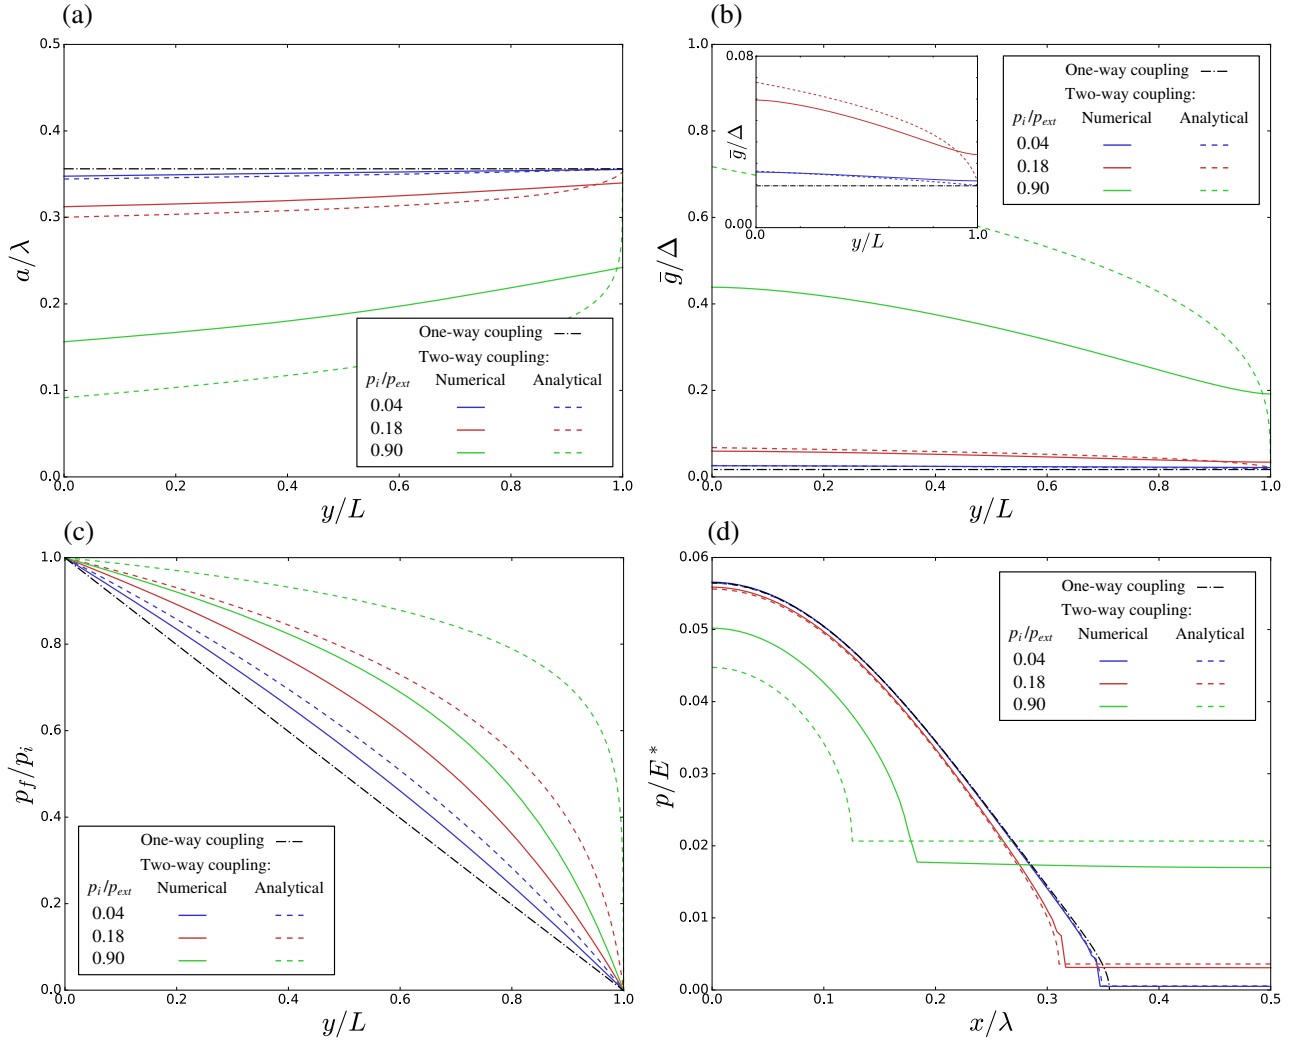 (a)
0.5
0.4
0.3
0.2
0.1
0.0
a/λ
0.0 0.2 0.4 0.6 0.8 1.0
y/L
One-way coupling
Two-way coupling:
p_i/p_ext Numerical Analytical
0.04
0.18
0.90
(b)
1.0
0.8
0.6
0.4
0.2
0.0
g̅/Δ
0.0 0.2 0.4 0.6 0.8 1.0
y/L
0.08
0.00
g̅/Δ
0.0 1.0
y/L
One-way coupling
Two-way coupling:
p_i/p_ext Numerical Analytical
0.04
0.18
0.90
(c)
1.0
0.8
0.6
0.4
0.2
0.0
p_f/p_i
0.0 0.2 0.4 0.6 0.8 1.0
y/L
One-way coupling
Two-way coupling:
p_i/p_ext Numerical Analytical
0.04
0.18
0.90
(d)
0.06
0.05
0.04
0.03
0.02
0.01
0.00
p/E*
0.0 0.1 0.2 0.3 0.4 0.5
x/λ
One-way coupling
Two-way coupling:
p_i/p_ext Numerical Analytical
0.04
0.18
0.90